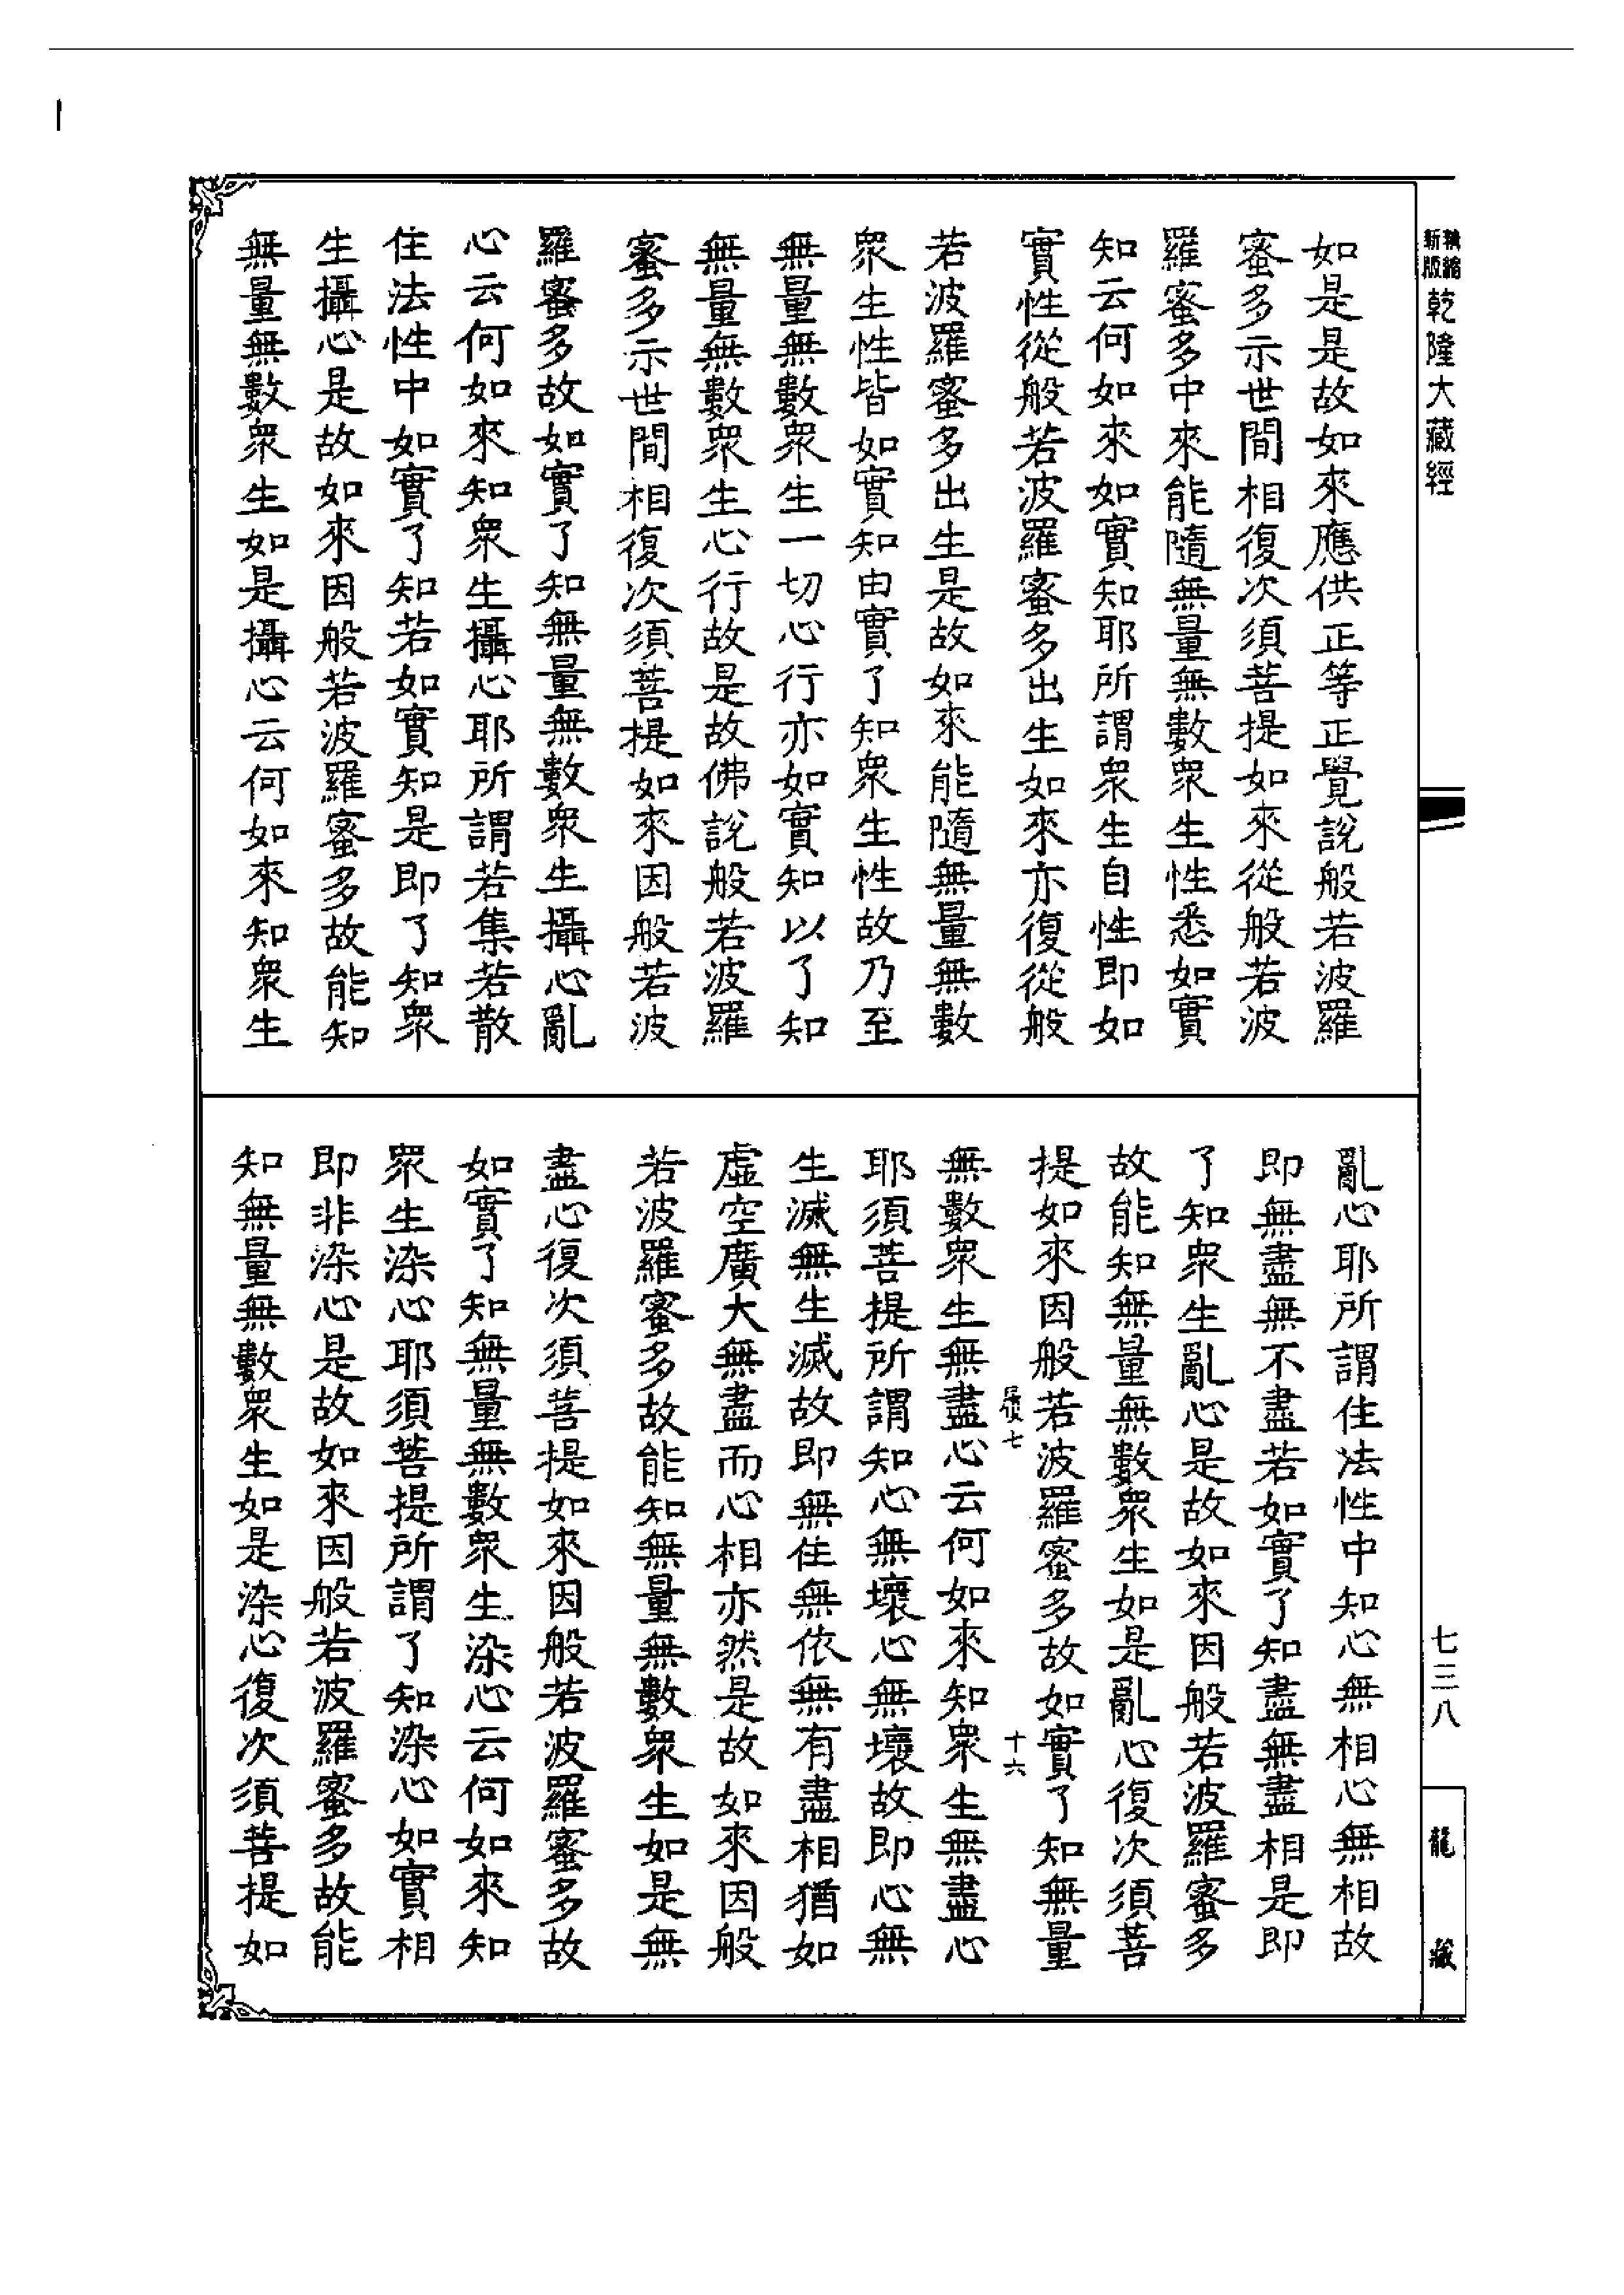 新版精縮乾隆大藏經
如是是故如來應供正等正覺說般若波羅
蜜多示世間相復次須菩提如來從般若波
羅蜜多中來能隨無量無數眾生性悉如實
知云何如來如實知耶所謂眾生自性即如
實性從般若波羅蜜多出生如來亦復從般
若波羅蜜多出生是故如來能隨無量無數
眾生性皆如實知由實了知眾生性故乃至
無量無數眾生一切心行亦如實知以了知
無量無數眾生心行故是故佛說般若波羅
蜜多示世間相復次須菩提如來因般若波
羅蜜多故如實了知無量無數眾生攝心亂
心云何如來知眾生攝心耶所謂若集若散
住法性中如實了知若如實知是即了知眾
生攝心是故如來因般若波羅蜜多故能知
無量無數眾生如是攝心云何如來知眾生
亂心耶所謂住法性中知心無相心無相故
即無盡無不盡若如實了知盡無盡相是即
了知眾生亂心是故如來因般若波羅蜜多
故能知無量無數眾生如是亂心復次須菩
提如來因般若波羅蜜多故如實了知無量
七 十六
無數眾生無盡心云何如來知眾生無盡心
耶須菩提所謂知心無壞心無壞故即心無
生滅無生滅故即無住無依無有盡相猶如
虛空廣大無盡而心相亦然是故如來因般
若波羅蜜多故能知無量無數眾生如是無
盡心復次須菩提如來因般若波羅蜜多故
如實了知無量無數眾生染心云何如來知
眾生染心耶須菩提所謂了知染心如實相
即非染心是故如來因般若波羅蜜多故能
知無量無數眾生如是染心復次須菩提如
七三八
龍藏